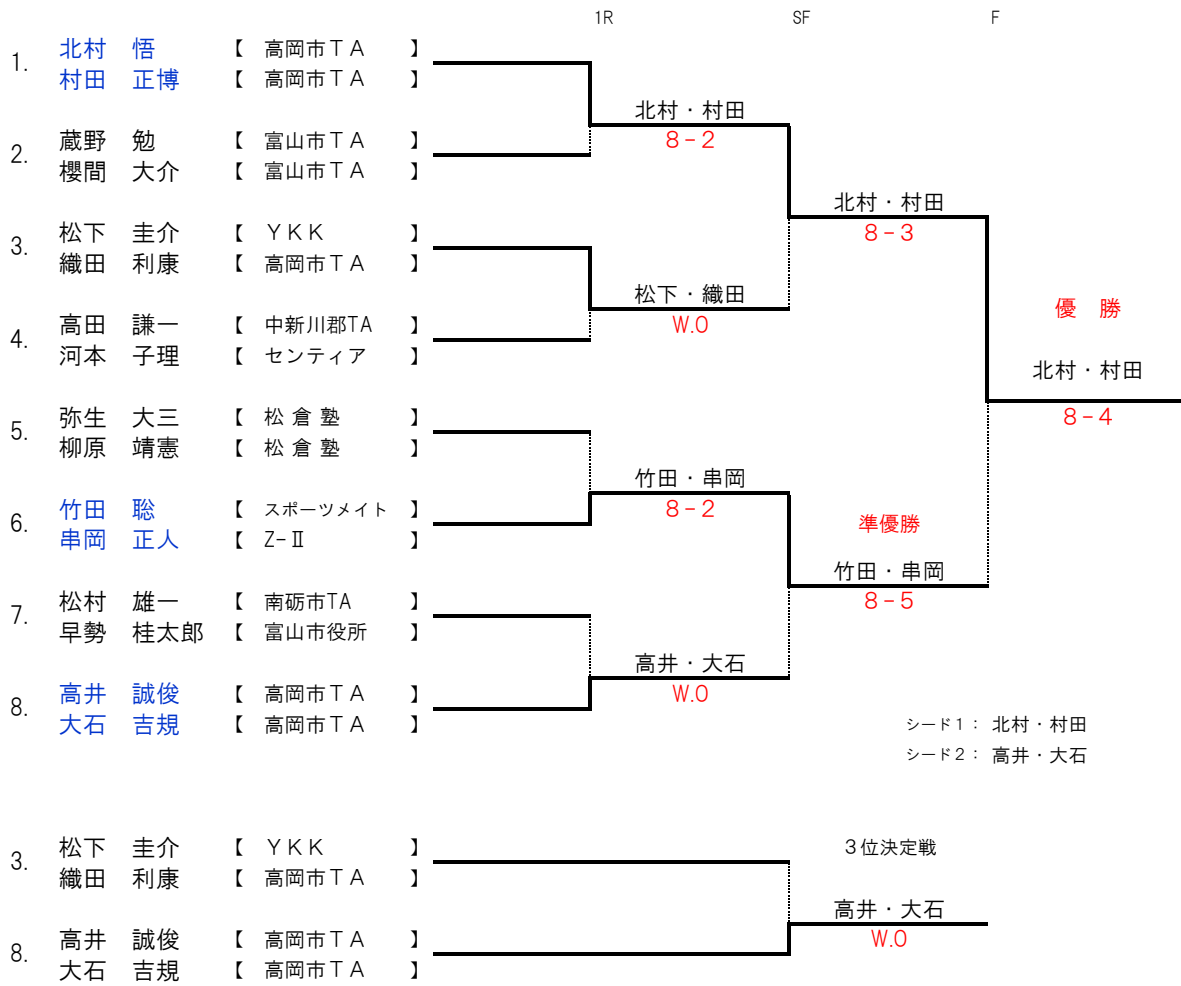 1R SF F
1. 北村 悟 【 高岡市ＴＡ 】
村田 正博 【 高岡市ＴＡ 】
北村・村田
8-2
2. 蔵野 勉 【 富山市ＴＡ 】
櫻間 大介 【 富山市ＴＡ 】
北村・村田
8-3
3. 松下 圭介 【 ＹＫＫ 】
織田 利康 【 高岡市ＴＡ 】
松下・織田
W.O
優 勝
4. 高田 謙一 【 中新川郡TA 】
河本 子理 【 センティア 】
北村・村田
8-4
5. 弥生 大三 【 松倉塾 】
柳原 靖憲 【 松倉塾 】
竹田・串岡
8-2
6. 竹田 聡 【 スポーツメイト 】
串岡 正人 【 Z-Ⅱ 】
準優勝
竹田・串岡
8-5
7. 松村 雄一 【 南砺市TA 】
早勢 桂太郎 【 富山市役所 】
高井・大石
W.O
8. 高井 誠俊 【 高岡市ＴＡ 】
大石 吉規 【 高岡市ＴＡ 】
シード１： 北村・村田
シード２： 高井・大石
3. 松下 圭介 【 ＹＫＫ 】
織田 利康 【 高岡市ＴＡ 】
３位決定戦
高井・大石
W.O
8. 高井 誠俊 【 高岡市ＴＡ 】
大石 吉規 【 高岡市ＴＡ 】